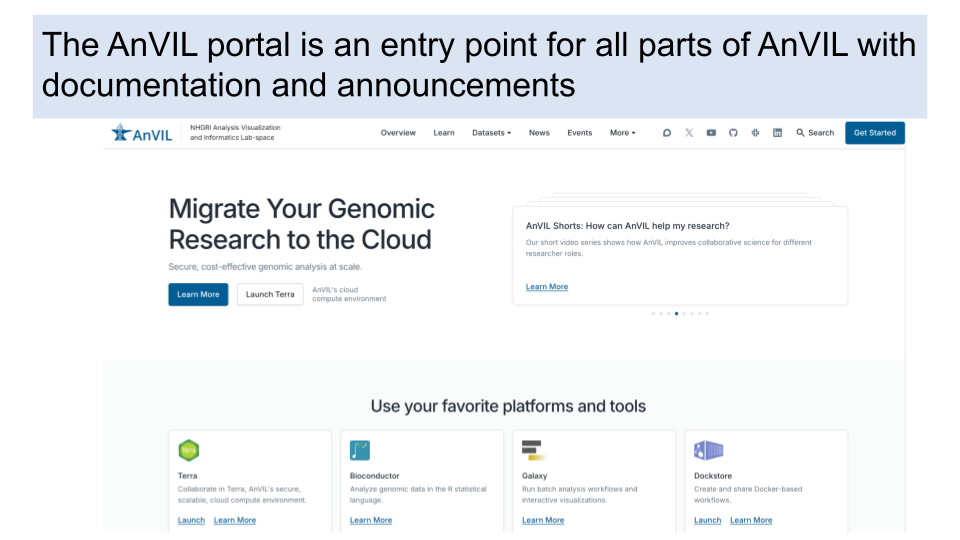 The AnVIL portal is an entry point for all parts of AnVIL with
documentation and announcements
AnVIL
NHGRI Analysis Visualization
and Informatics Lab-space
Overview Learn Datasets News Events More Search Get Started
Migrate Your Genomic
Research to the Cloud
Secure, cost-effective genomic analysis at scale.
Learn More Launch Terra
AnVIL's cloud
compute environment
AnVIL Shorts: How can AnVIL help my research?
Our short video series shows how AnVIL improves collaborative science for different
researcher roles.
Learn More
Use your favorite platforms and tools
Terra
Terra
Collaborate in Terra, AnVIL's secure,
scalable, cloud compute environment.
Launch Learn More
Bioconductor
Analyze genomic data in the R statistical
language.
Learn More
Galaxy
Run batch analysis workflows and
interactive visualizations.
Learn More
Dockstore
Create and share Docker-based
workflows.
Launch Learn More